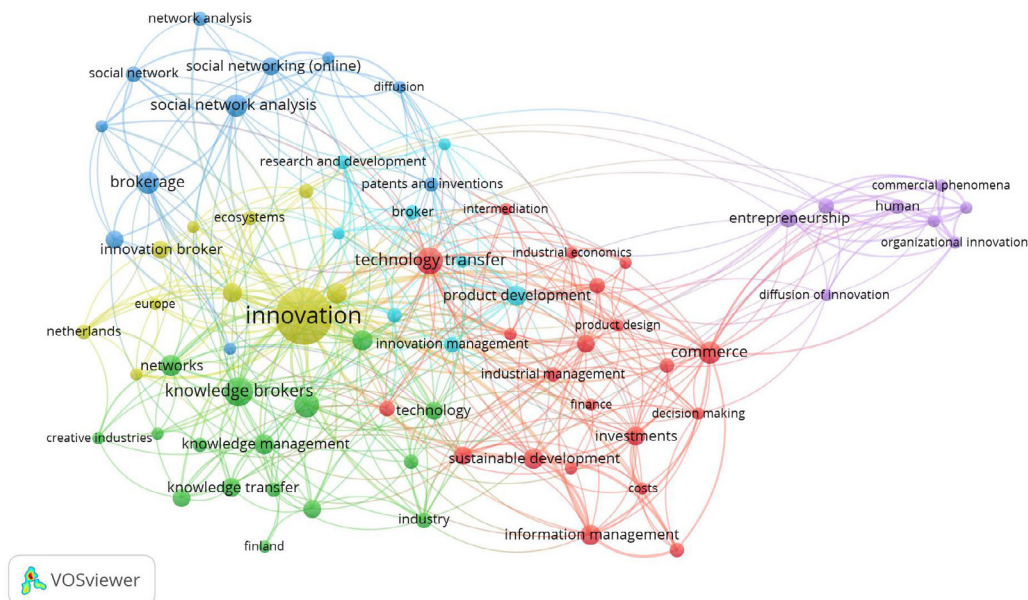 network analysis
social networking (online)
social network
diffusion
social network analysis
research and development
brokerage
patents and inventions
commercial phenomena
human
broker
intermediation
ecosystems
entrepreneurship
organizational innovation
innovation broker
industrial economics
technology transfer
product development
diffusion of innovation
europe
innovation
product design
netherlands
innovation management
commerce
networks
industrial management
knowledge brokers
finance
technology
decision making
creative industries
investments
knowledge management
sustainable development
knowledge transfer
costs
industry
information management
finland
VOSviewer